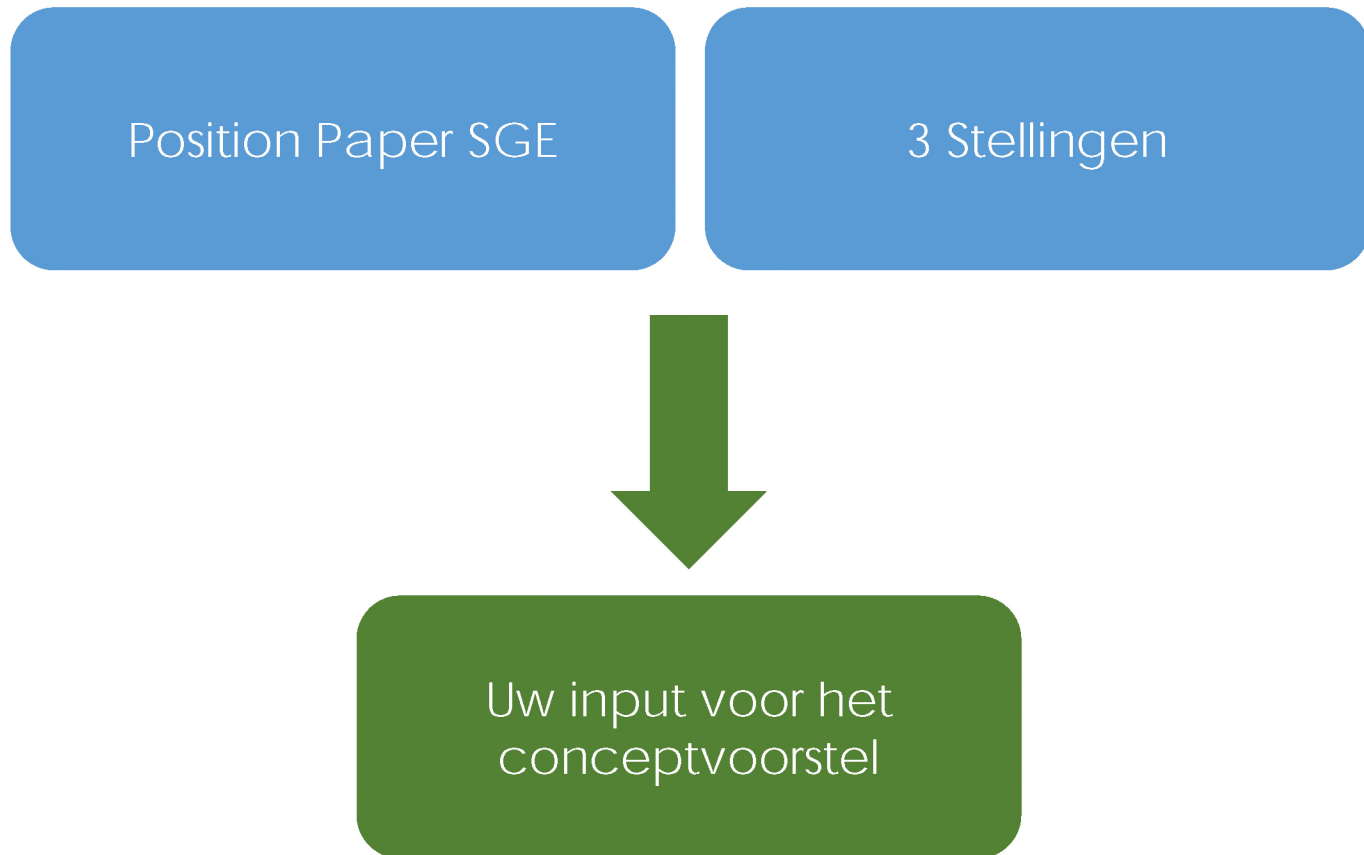 Position Paper SGE
3 Stellingen
Uw input voor het
conceptvoorstel